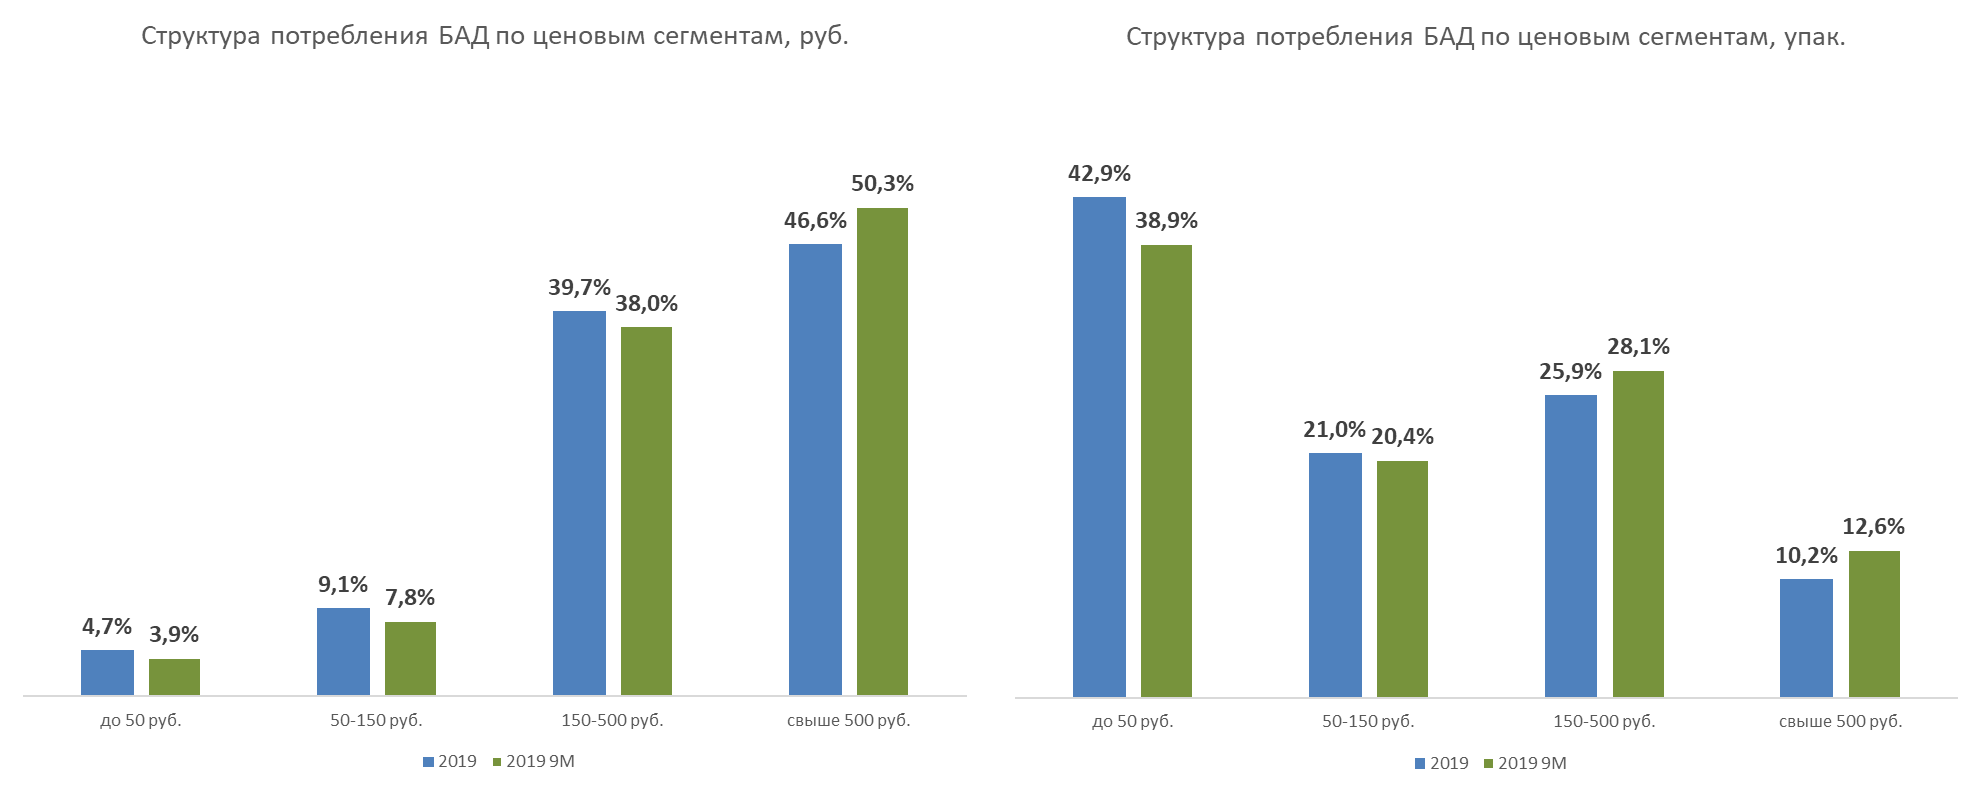 Структура потребления БАД по ценовым сегментам, руб.
50,3%
46,6%
39,7%
38,0%
9,1%
7,8%
4,7%
3,9%
до 50 руб.
50-150 руб.
150-500 руб.
свыше 500 руб.
2019
2019 9М
Структура потребления БАД по ценовым сегментам, упак.
42,9%
38,9%
28,1%
25,9%
21,0%
20,4%
12,6%
10,2%
до 50 руб.
50-150 руб.
150-500 руб.
свыше 500 руб.
2019
2019 9М